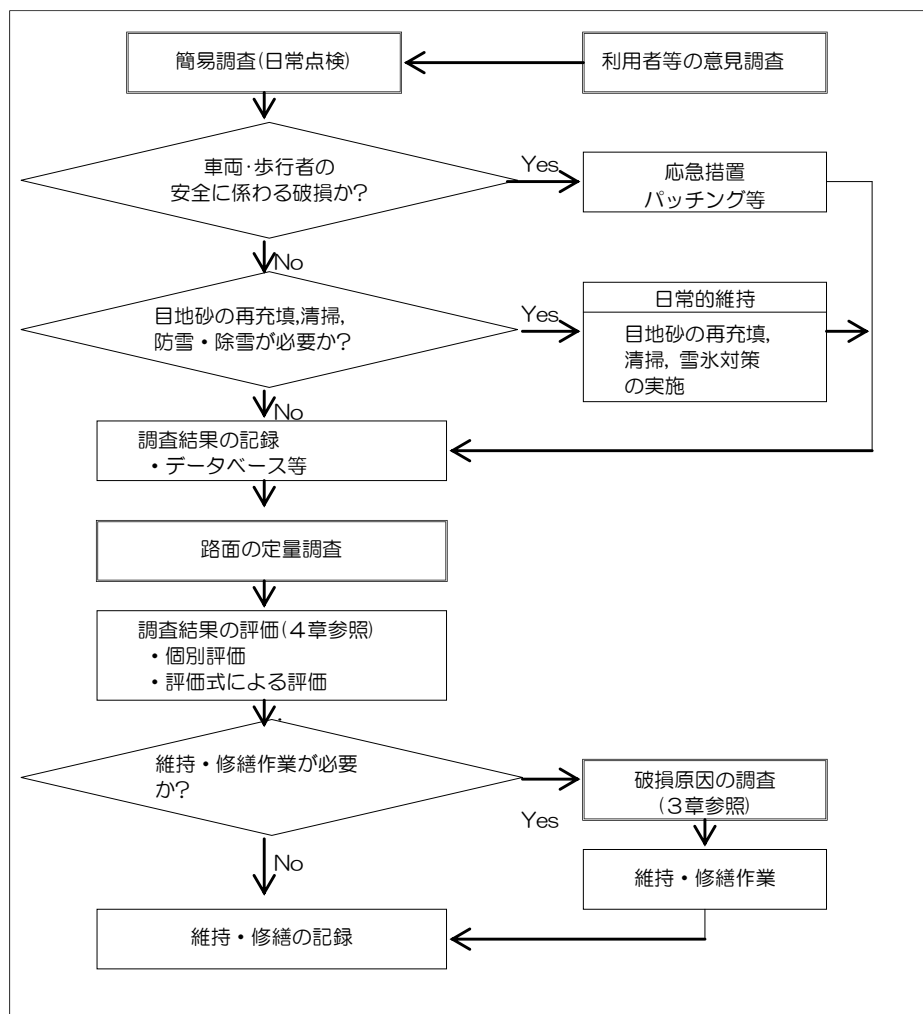 簡易調査(日常点検)
利用者等の意見調査
車両・歩行者の
安全に係わる破損か?
Yes
応急措置
パッチング等
No
目地砂の再充填,清掃,
防雪・除雪が必要か?
Yes
日常的維持
目地砂の再充填,
清掃, 雪氷対策
の実施
No
調査結果の記録
・データベース等
路面の定量調査
調査結果の評価(4章参照)
・個別評価
・評価式による評価
維持・修繕作業が必要
か?
Yes
破損原因の調査
(3章参照)
No
維持・修繕作業
維持・修繕の記録